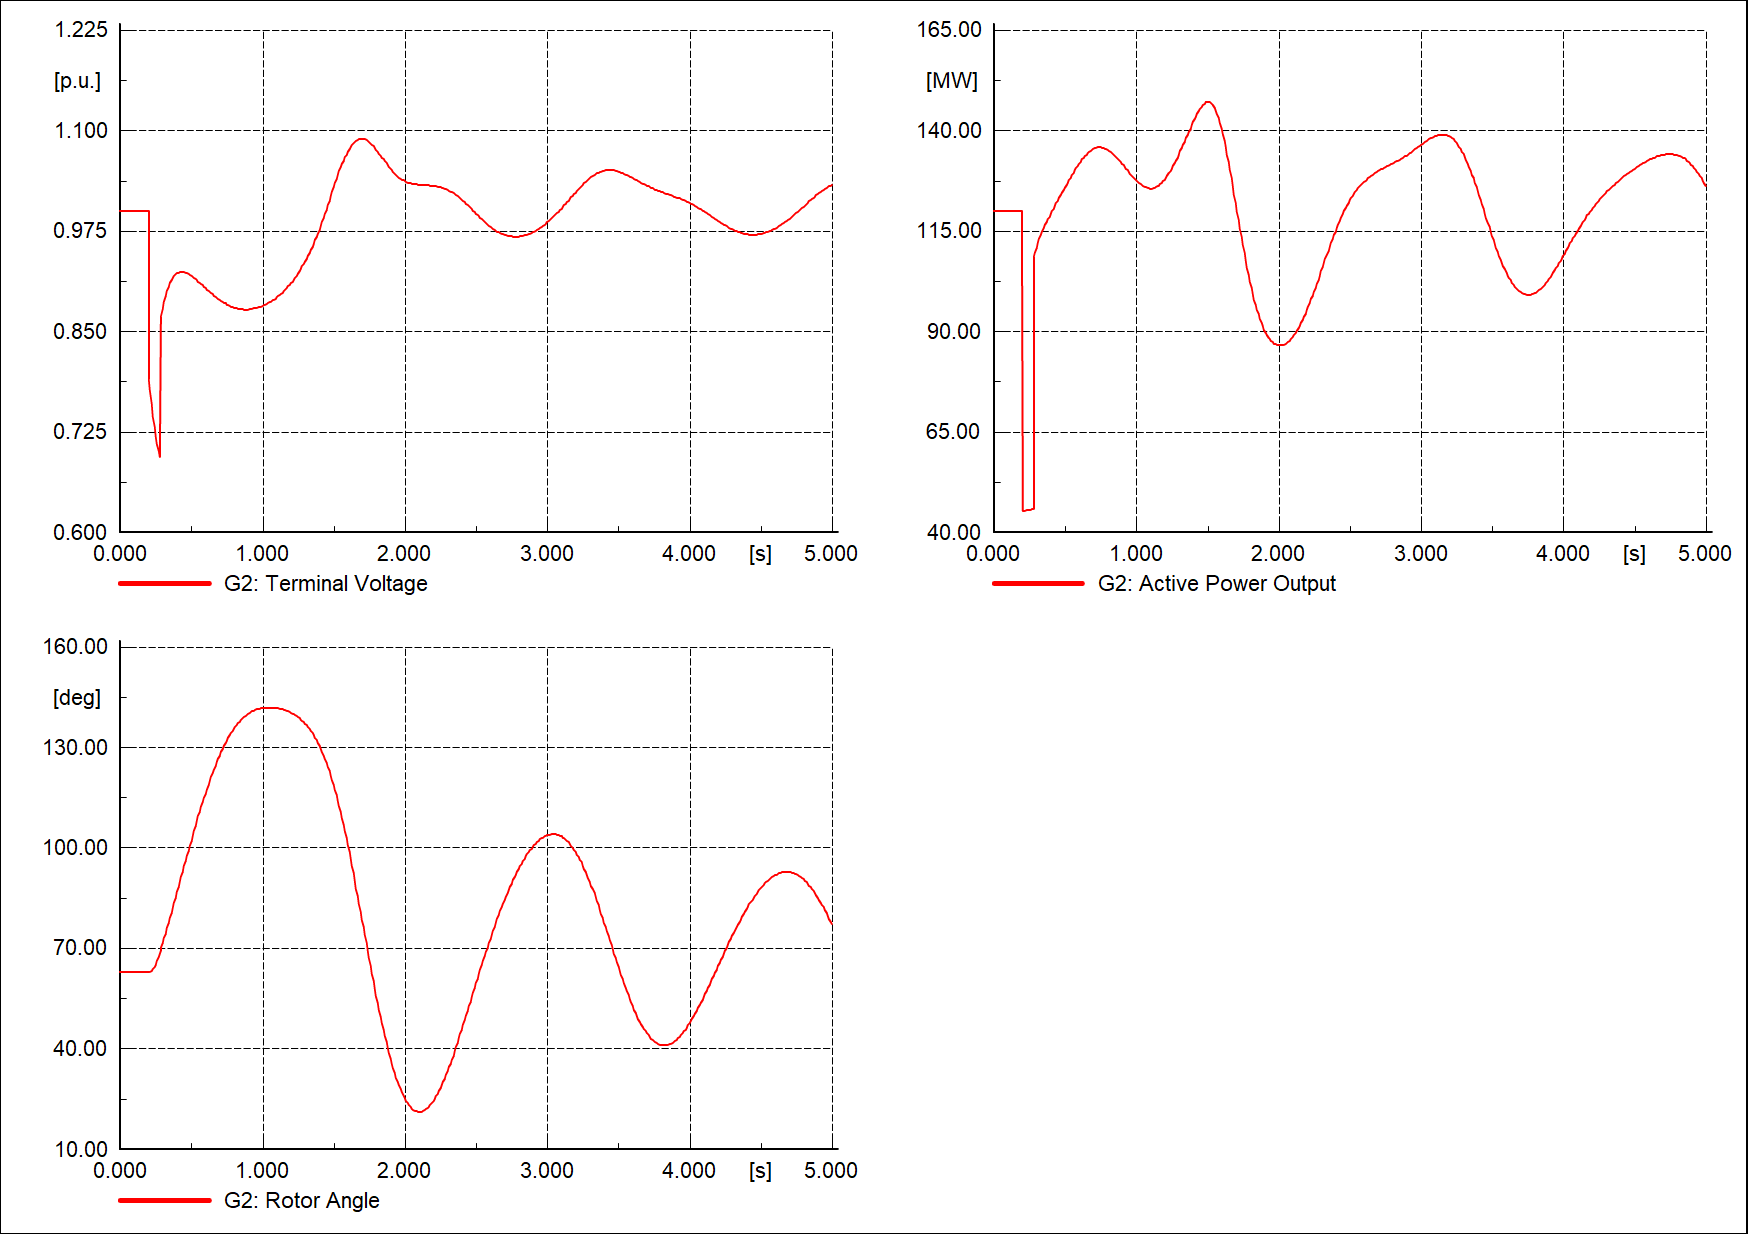 1.225
[p.u.]
1.100
0.975
0.850
0.725
0.600
0.000 1.000 2.000 3.000 4.000 [s] 5.000
G2: Terminal Voltage
165.00
[MW]
140.00
115.00
90.00
65.00
40.00
0.000 1.000 2.000 3.000 4.000 [s] 5.000
G2: Active Power Output
160.00
[deg]
130.00
100.00
70.00
40.00
10.00
0.000 1.000 2.000 3.000 4.000 [s] 5.000
G2: Rotor Angle